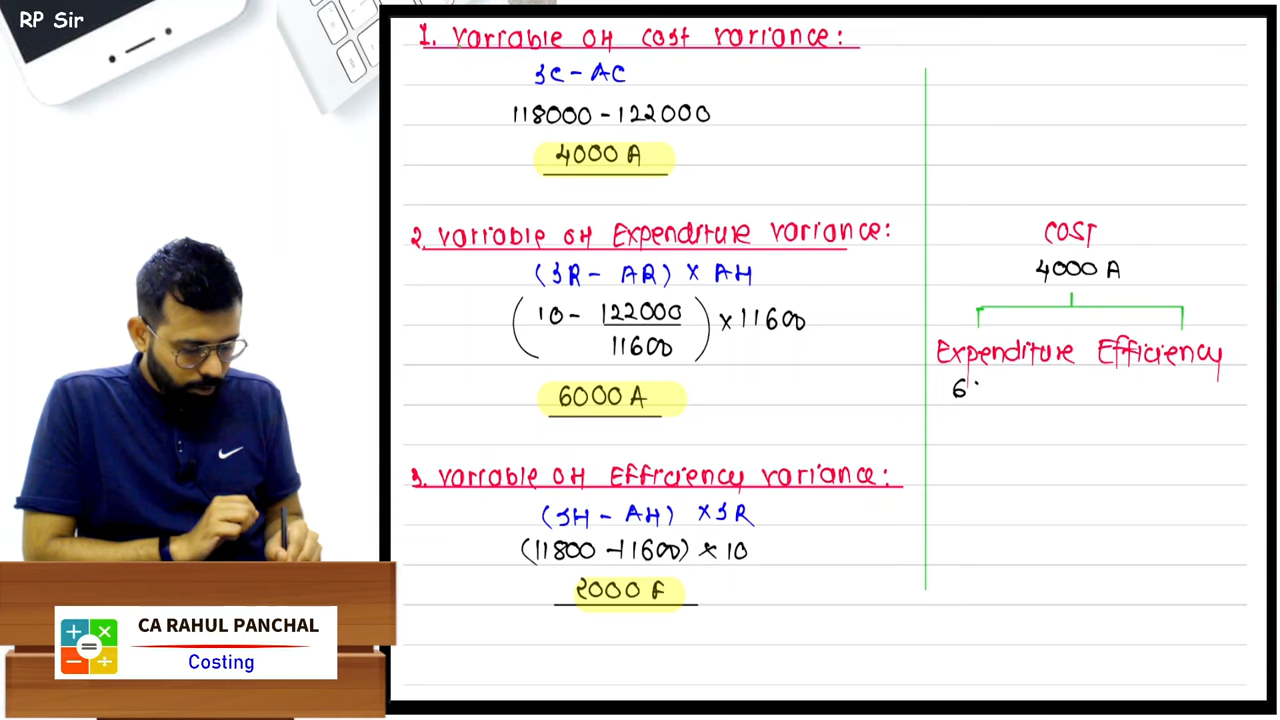 RP Sir
1. Variable OH Cost Variance:
SC - AC
118000 - 122000
4000 A
2. Variable OH Expenditure Variance:
(SR - AR) × AH
(10 - 122000/11600) × 11600
6000 A
3. Variable OH Efficiency Variance:
(SH - AH) × SR
(11800 - 11600) × 10
2000 F
COST
4000 A
Expenditure Efficiency
6
CA RAHUL PANCHAL
Costing